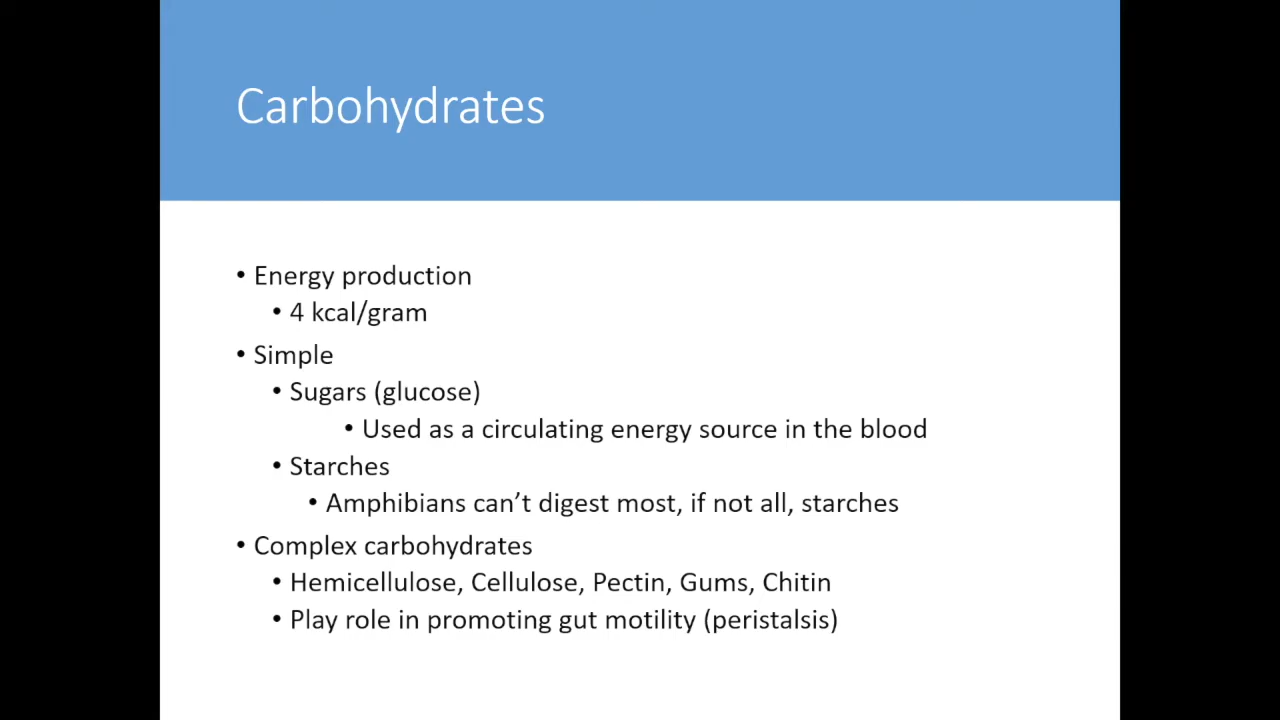 Carbohydrates
• Energy production
• 4 kcal/gram
• Simple
• Sugars (glucose)
• Used as a circulating energy source in the blood
• Starches
• Amphibians can’t digest most, if not all, starches
• Complex carbohydrates
• Hemicellulose, Cellulose, Pectin, Gums, Chitin
• Play role in promoting gut motility (peristalsis)